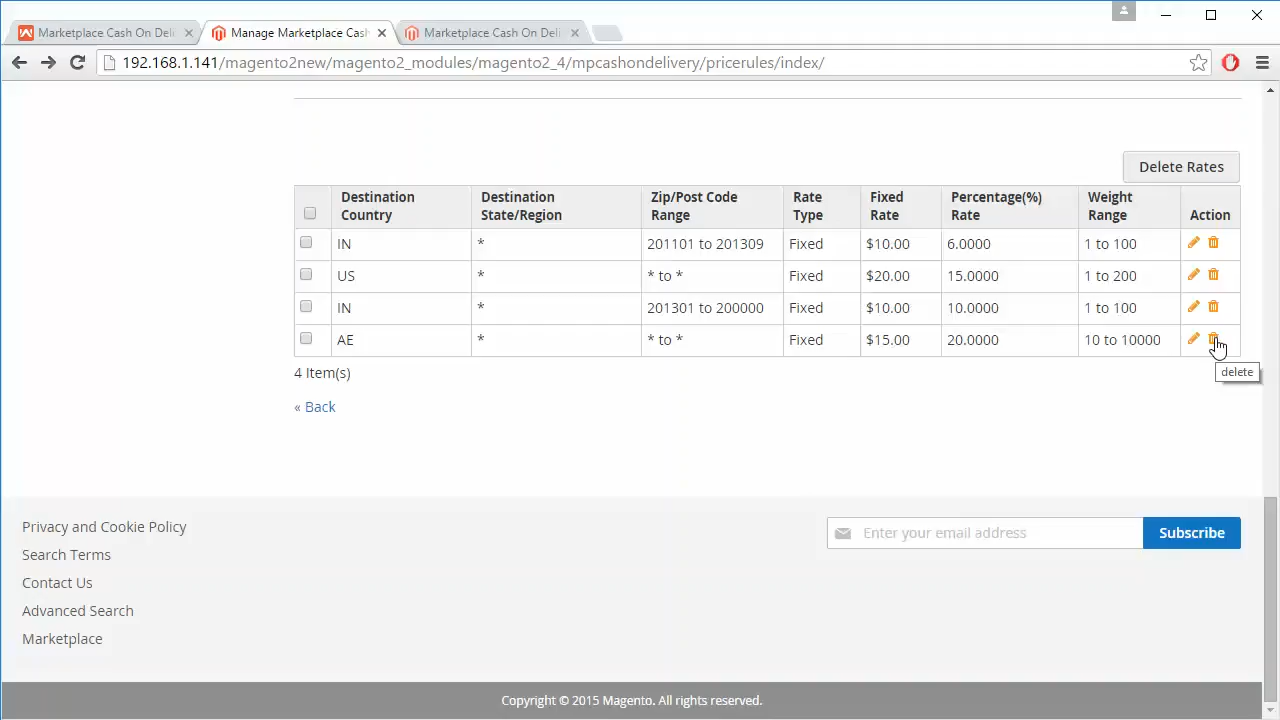 Marketplace Cash On Deli
Manage Marketplace Cash
Marketplace Cash On Deli
192.168.1.141/magento2new/magento2_modules/magento2_4/mpcashondelivery/pricerules/index/
Delete Rates
Destination Country
Destination State/Region
Zip/Post Code Range
Rate Type
Fixed Rate
Percentage(%) Rate
Weight Range
Action
IN * 201101 to 201309 Fixed $10.00 6.0000 1 to 100
US * * to * Fixed $20.00 15.0000 1 to 200
IN * 201301 to 200000 Fixed $10.00 10.0000 1 to 100
AE * * to * Fixed $15.00 20.0000 10 to 10000
delete
4 Item(s)
« Back
Privacy and Cookie Policy
Search Terms
Contact Us
Advanced Search
Marketplace
Enter your email address
Subscribe
Copyright © 2015 Magento. All rights reserved.